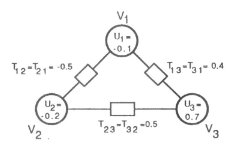 V1
U1=
-0.1
T12=T21= -0.5
T13=T31= 0.4
U2=
-0.2
U3=
0.7
V2
T23=T32=0.5
V3